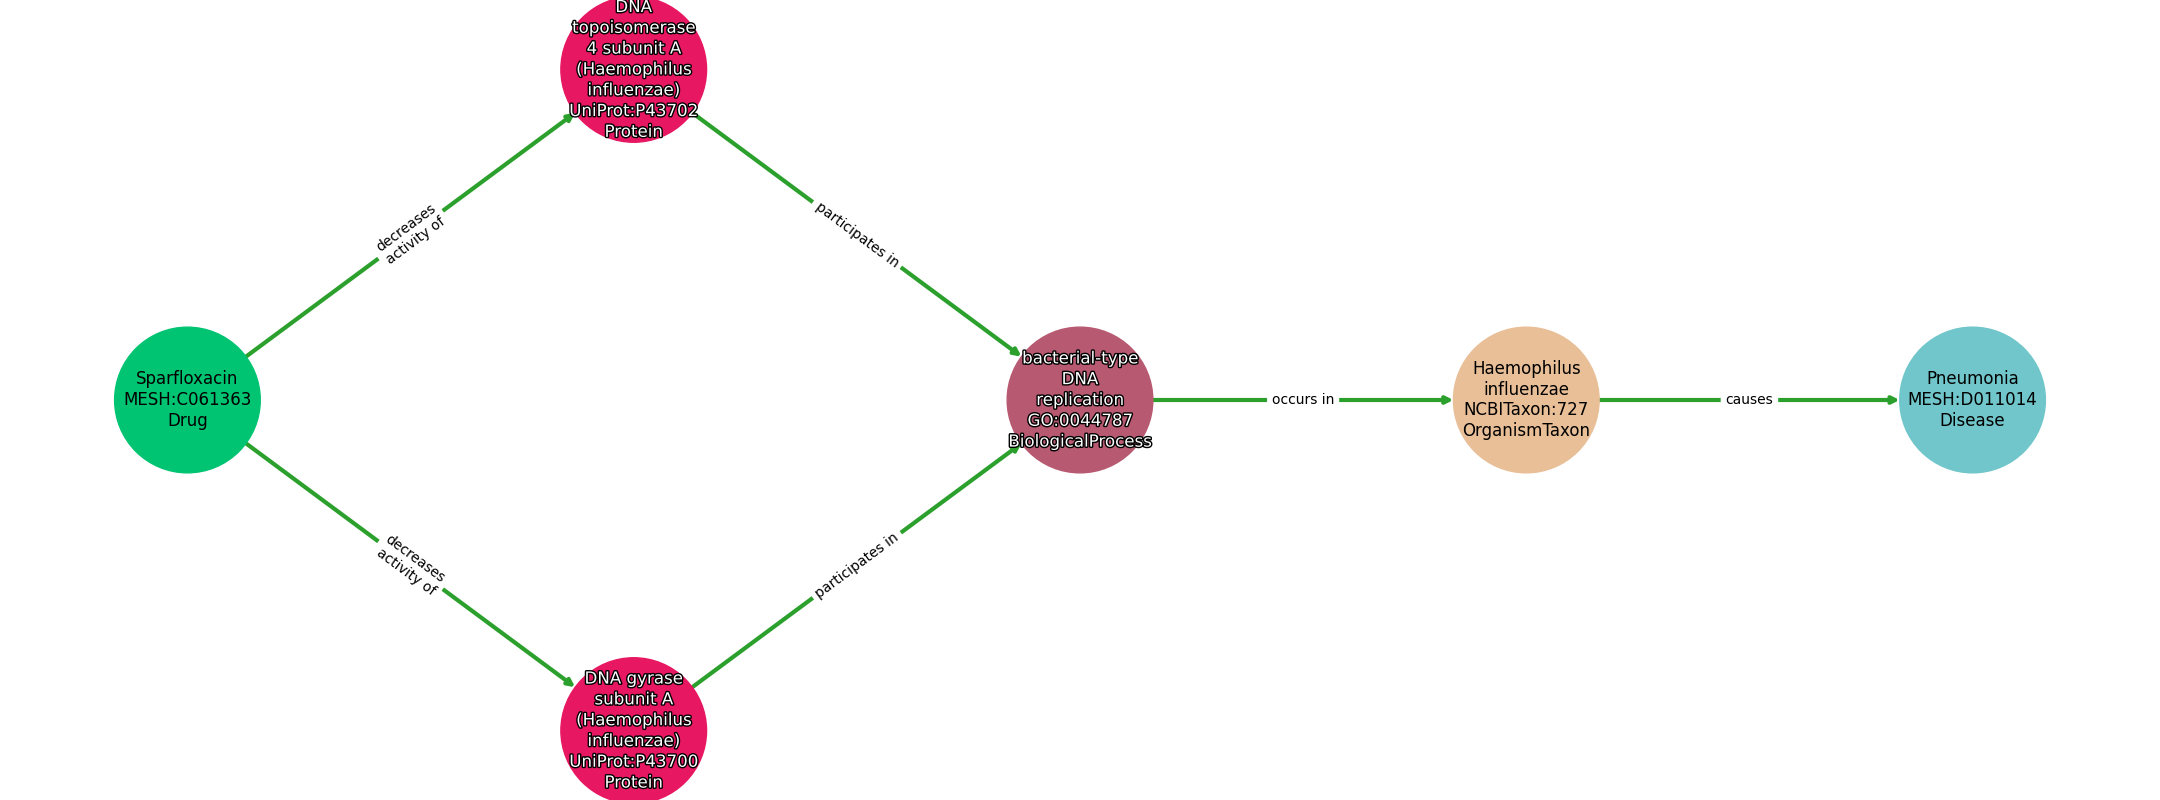 DNA
topoisomerase
4 subunit A
(Haemophilus
influenzae)
UniProt:P43702
Protein
decreases
activity of
participates in
Sparfloxacin
MESH:C061363
Drug
bacterial-type
DNA
replication
GO:0044787
BiologicalProcess
occurs in
Haemophilus
influenzae
NCBITaxon:727
OrganismTaxon
causes
Pneumonia
MESH:D011014
Disease
decreases
activity of
participates in
DNA gyrase
subunit A
(Haemophilus
influenzae)
UniProt:P43700
Protein